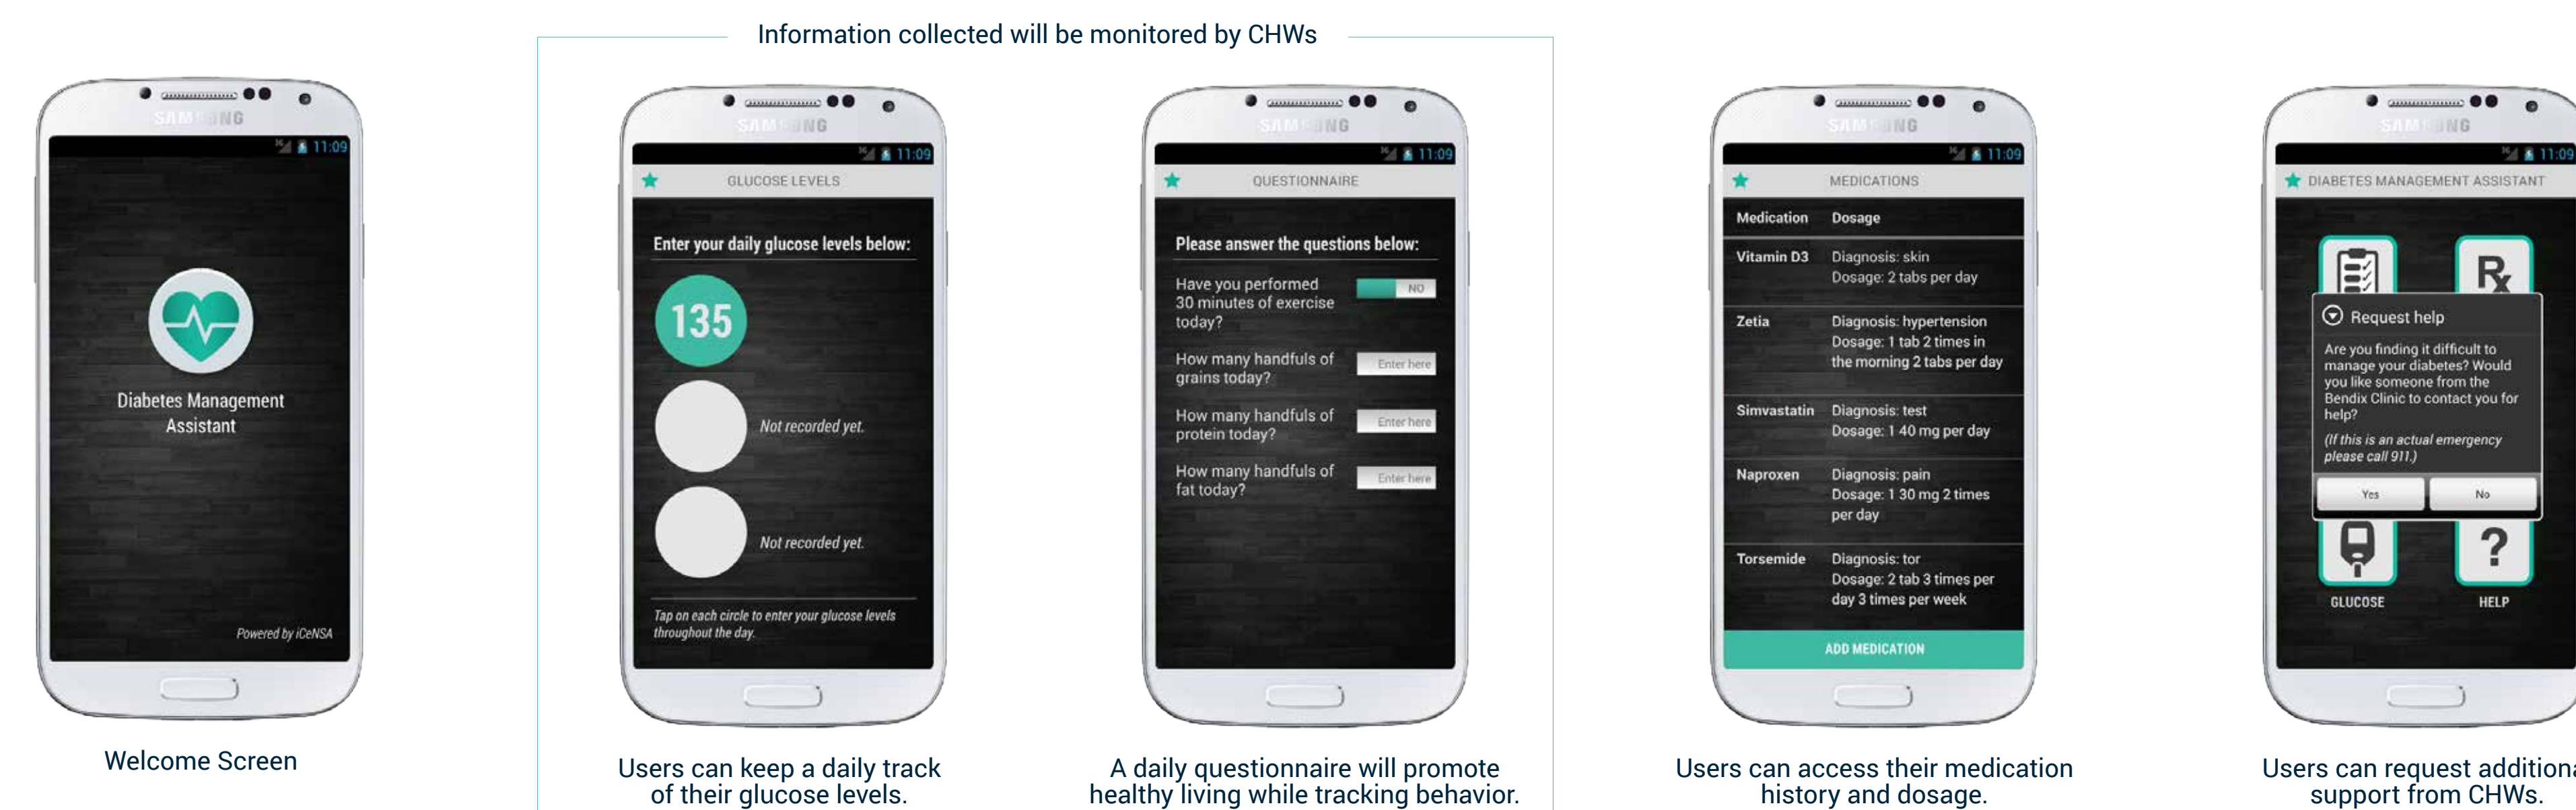 Information collected will be monitored by CHWs
SAMSUNG
11:09
Diabetes Management
Assistant
Powered by iCeNSA
Welcome Screen
SAMSUNG
11:09
GLUCOSE LEVELS
Enter your daily glucose levels below:
135
Not recorded yet.
Not recorded yet.
Tap on each circle to enter your glucose levels
throughout the day.
Users can keep a daily track
of their glucose levels.
SAMSUNG
11:09
QUESTIONNAIRE
Please answer the questions below:
Have you performed
30 minutes of exercise
today?
NO
How many handfuls of
grains today?
Enter here
How many handfuls of
protein today?
Enter here
How many handfuls of
fat today?
Enter here
A daily questionnaire will promote
healthy living while tracking behavior.
SAMSUNG
11:09
MEDICATIONS
Medication Dosage
Vitamin D3 Diagnosis: skin
Dosage: 2 tabs per day
Zetia Diagnosis: hypertension
Dosage: 1 tab 2 times in
the morning 2 tabs per day
Simvastatin Diagnosis: test
Dosage: 1 40 mg per day
Naproxen Diagnosis: pain
Dosage: 1 30 mg 2 times
per day
Torsemide Diagnosis: tor
Dosage: 2 tab 3 times per
day 3 times per week
ADD MEDICATION
Users can access their medication
history and dosage.
SAMSUNG
11:09
DIABETES MANAGEMENT ASSISTANT
Rx
Request help
Are you finding it difficult to
manage your diabetes? Would
you like someone from the
Bendix Clinic to contact you for
help?
(If this is an actual emergency
please call 911.)
Yes No
?
GLUCOSE HELP
Users can request additiona
support from CHWs.